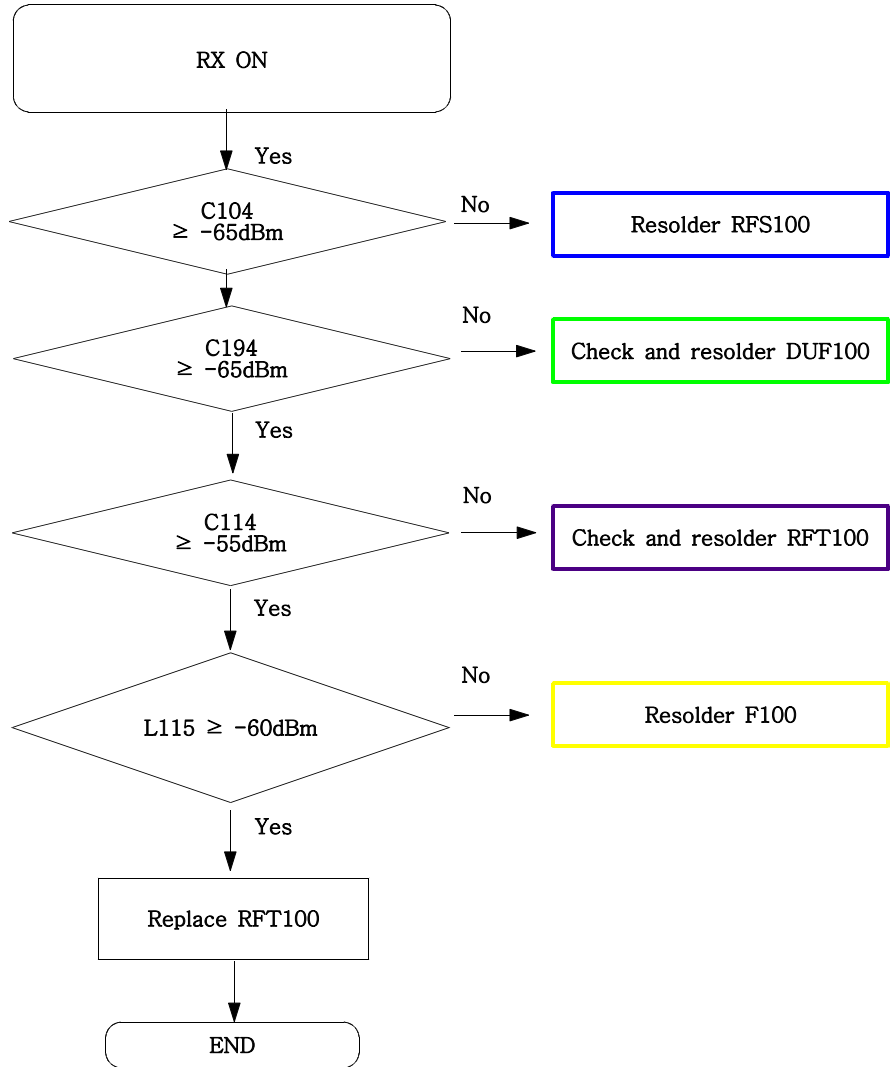 RX ON
Yes
C104
≥ -65dBm
No
Resolder RFS100
C194
≥ -65dBm
No
Check and resolder DUF100
Yes
C114
≥ -55dBm
No
Check and resolder RFT100
Yes
L115 ≥ -60dBm
No
Resolder F100
Yes
Replace RFT100
END